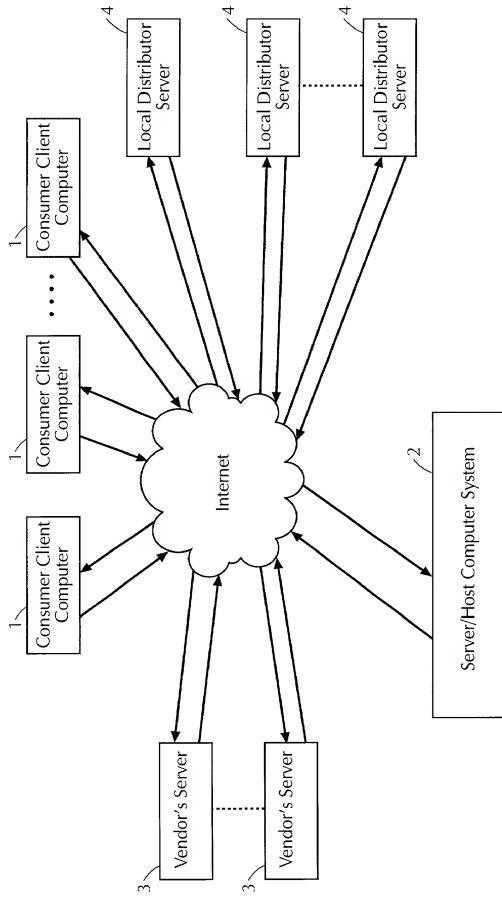 1
Consumer Client
Computer
1
Consumer Client
Computer
1
Consumer Client
Computer
3
Vendor's Server
3
Vendor's Server
Internet
4
Local Distributor
Server
4
Local Distributor
Server
4
Local Distributor
Server
2
Server/Host Computer System